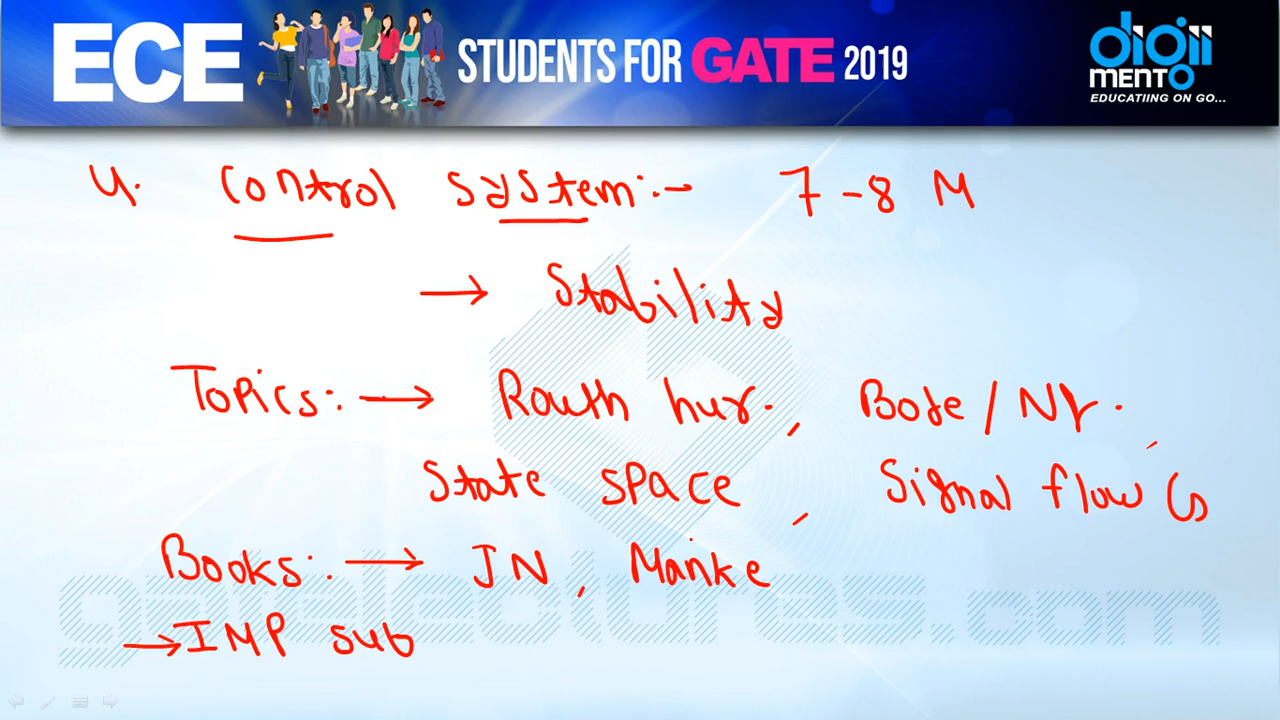 ECE STUDENTS FOR GATE 2019
digii
MENTO
EDUCATIING ON GO...
4. Control system:- 7-8 M
→ Stability
Topics: → Routh hur. , Bode / Ny. ,
State space , Signal flow G
Books: → JN , Manke
→ IMP sub
gatelectures.com